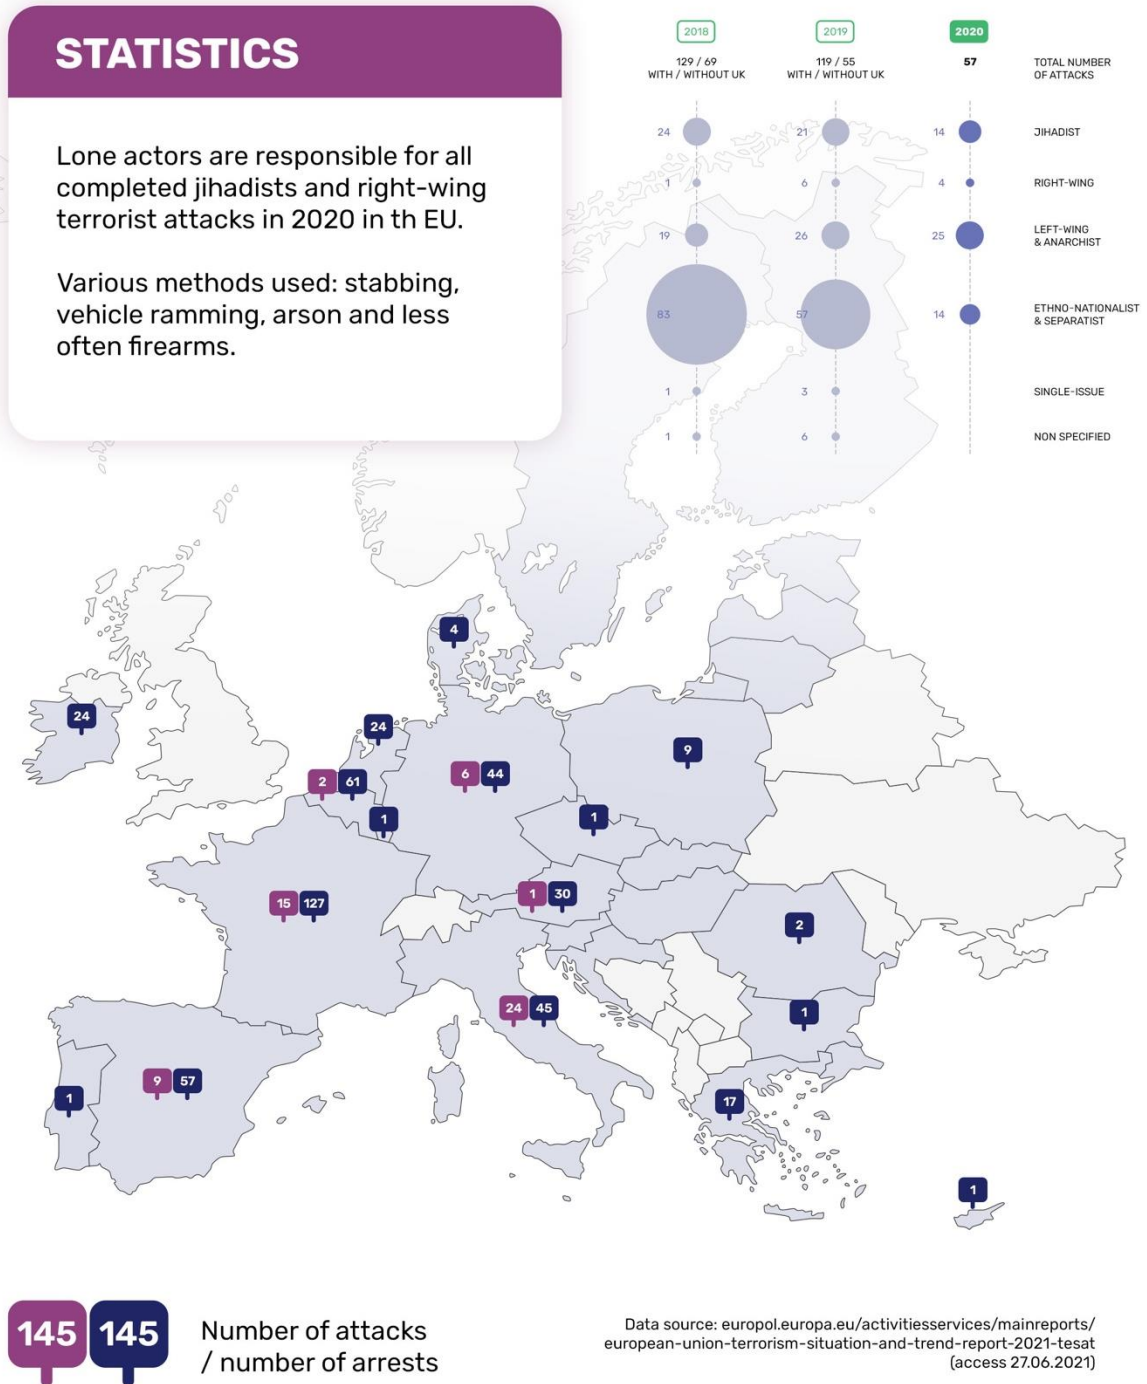 STATISTICS
Lone actors are responsible for all
completed jihadists and right-wing
terrorist attacks in 2020 in th EU.
Various methods used: stabbing,
vehicle ramming, arson and less
often firearms.
2018 2019 2020
129 / 69 119 / 55 57 TOTAL NUMBER
WITH / WITHOUT UK WITH / WITHOUT UK OF ATTACKS
24 21 14 JIHADIST
1 6 4 RIGHT-WING
19 26 25 LEFT-WING
& ANARCHIST
83 57 14 ETHNO-NATIONALIST
& SEPARATIST
1 3 SINGLE-ISSUE
1 6 NON SPECIFIED
4
24
24
9
2 61
6 44
1
1
1 30
15 127
2
24 45
1
9 57
1
17
1
145 145
Number of attacks
/ number of arrests
Data source: europol.europa.eu/activitiesservices/mainreports/
european-union-terrorism-situation-and-trend-report-2021-tesat
(access 27.06.2021)